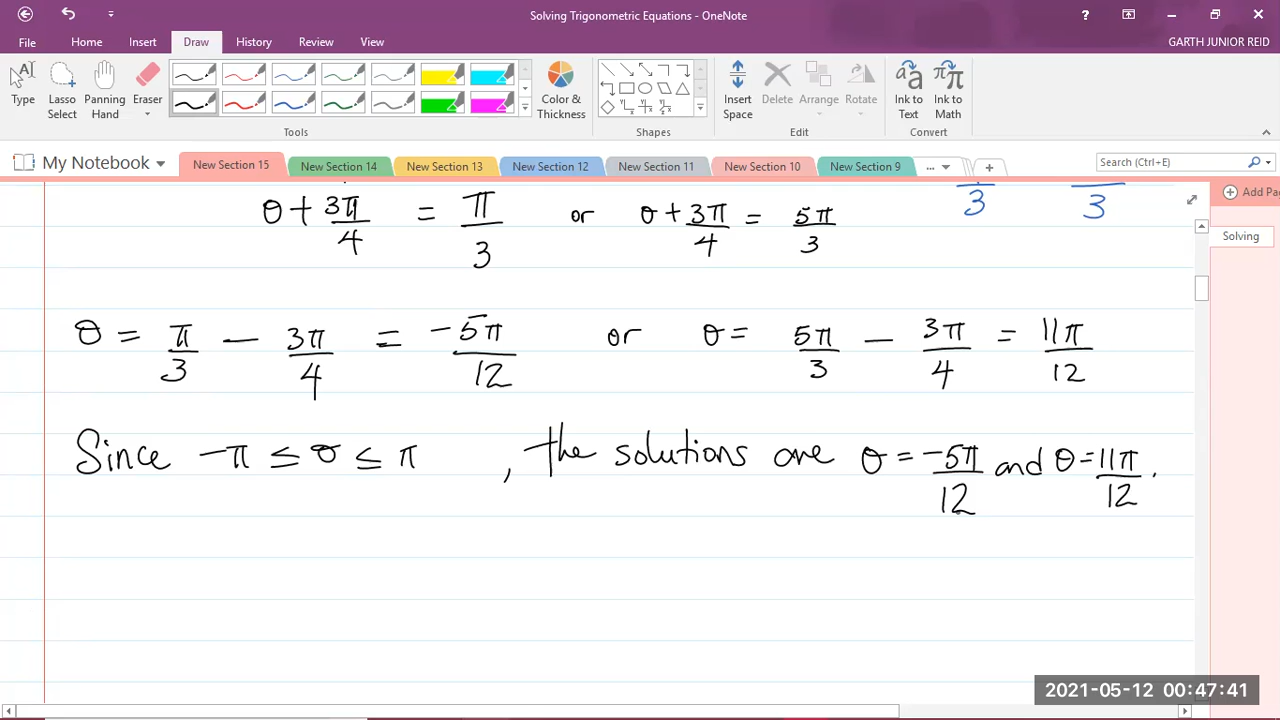 Solving Trigonometric Equations - OneNote
?
File Home Insert Draw History Review View
GARTH JUNIOR REID
Type
Lasso Select
Panning Hand
Eraser
Color & Thickness
Insert Space
Delete
Arrange
Rotate
Ink to Text
Ink to Math
Tools
Shapes
Edit
Convert
My Notebook
New Section 15
New Section 14
New Section 13
New Section 12
New Section 11
New Section 10
New Section 9
...
+
Search (Ctrl+E)
Add Pag
Solving
3 3
θ + 3π/4 = π/3 or θ + 3π/4 = 5π/3
θ = π/3 − 3π/4 = −5π/12 or θ = 5π/3 − 3π/4 = 11π/12
Since −π ≤ θ ≤ π , the solutions are θ = −5π/12 and θ = 11π/12.
2021-05-12 00:47:41